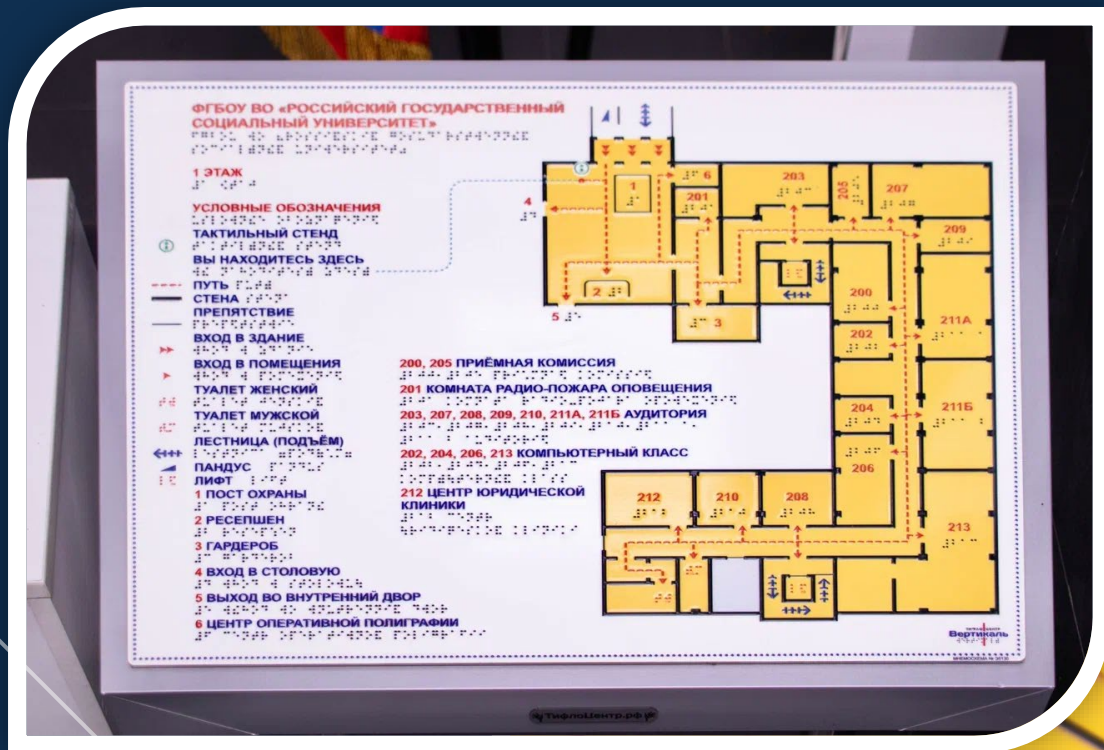 ФГБОУ ВО «РОССИЙСКИЙ ГОСУДАРСТВЕННЫЙ
СОЦИАЛЬНЫЙ УНИВЕРСИТЕТ»
1 ЭТАЖ
УСЛОВНЫЕ ОБОЗНАЧЕНИЯ
ТАКТИЛЬНЫЙ СТЕНД
ВЫ НАХОДИТЕСЬ ЗДЕСЬ
ПУТЬ
СТЕНА
ПРЕПЯТСТВИЕ
ВХОД В ЗДАНИЕ
ВХОД В ПОМЕЩЕНИЯ
ТУАЛЕТ ЖЕНСКИЙ
ТУАЛЕТ МУЖСКОЙ
ЛЕСТНИЦА (ПОДЪЁМ)
ПАНДУС
ЛИФТ
1 ПОСТ ОХРАНЫ
2 РЕСЕПШЕН
3 ГАРДЕРОБ
4 ВХОД В СТОЛОВУЮ
5 ВЫХОД ВО ВНУТРЕННИЙ ДВОР
6 ЦЕНТР ОПЕРАТИВНОЙ ПОЛИГРАФИИ
200, 205 ПРИЁМНАЯ КОМИССИЯ
201 КОМНАТА РАДИО-ПОЖАРА ОПОВЕЩЕНИЯ
203, 207, 208, 209, 210, 211А, 211Б АУДИТОРИЯ
202, 204, 206, 213 КОМПЬЮТЕРНЫЙ КЛАСС
212 ЦЕНТР ЮРИДИЧЕСКОЙ
КЛИНИКИ
6
203
1
201
205
207
4
209
2
200
5
3
211А
202
204
211Б
206
212
210
208
213
Вертикаль
ТифлоЦентр.рф